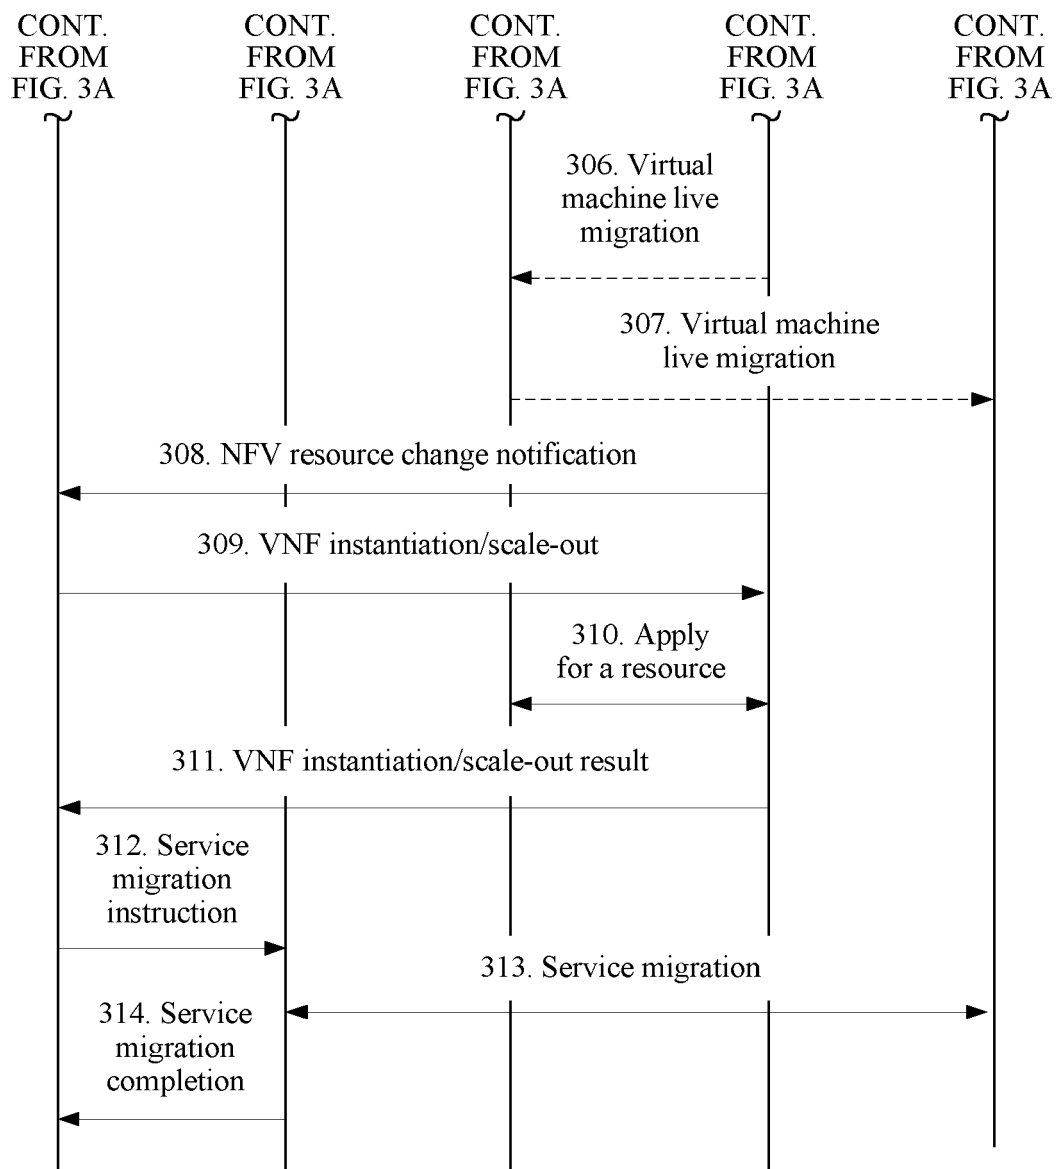 CONT. FROM FIG. 3A
CONT. FROM FIG. 3A
CONT. FROM FIG. 3A
CONT. FROM FIG. 3A
CONT. FROM FIG. 3A
306. Virtual
machine live
migration
307. Virtual machine
live migration
308. NFV resource change notification
309. VNF instantiation/scale-out
310. Apply
for a resource
311. VNF instantiation/scale-out result
312. Service
migration
instruction
313. Service migration
314. Service
migration
completion